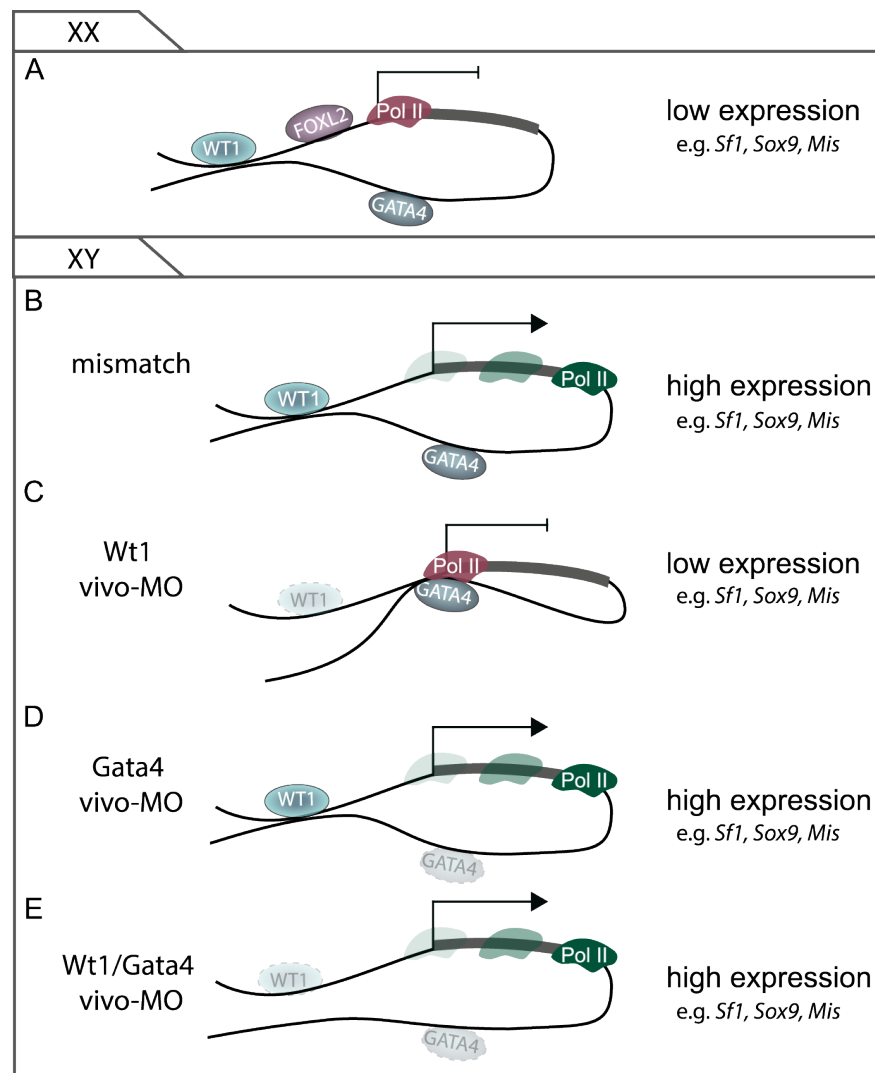 XX
A
FOXL2
Pol II
WT1
GATA4
low expression
e.g. Sf1, Sox9, Mis
XY
B
mismatch
WT1
Pol II
GATA4
high expression
e.g. Sf1, Sox9, Mis
C
Wt1
vivo-MO
WT1
Pol II
GATA4
low expression
e.g. Sf1, Sox9, Mis
D
Gata4
vivo-MO
WT1
Pol II
GATA4
high expression
e.g. Sf1, Sox9, Mis
E
Wt1/Gata4
vivo-MO
WT1
Pol II
GATA4
high expression
e.g. Sf1, Sox9, Mis